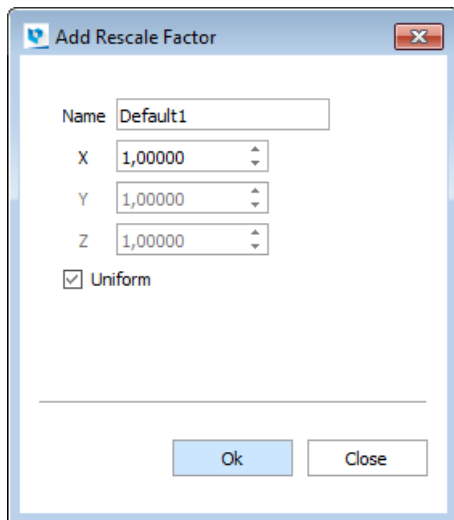 Add Rescale Factor
Name Default1
X 1,00000
Y 1,00000
Z 1,00000
Uniform
Ok Close